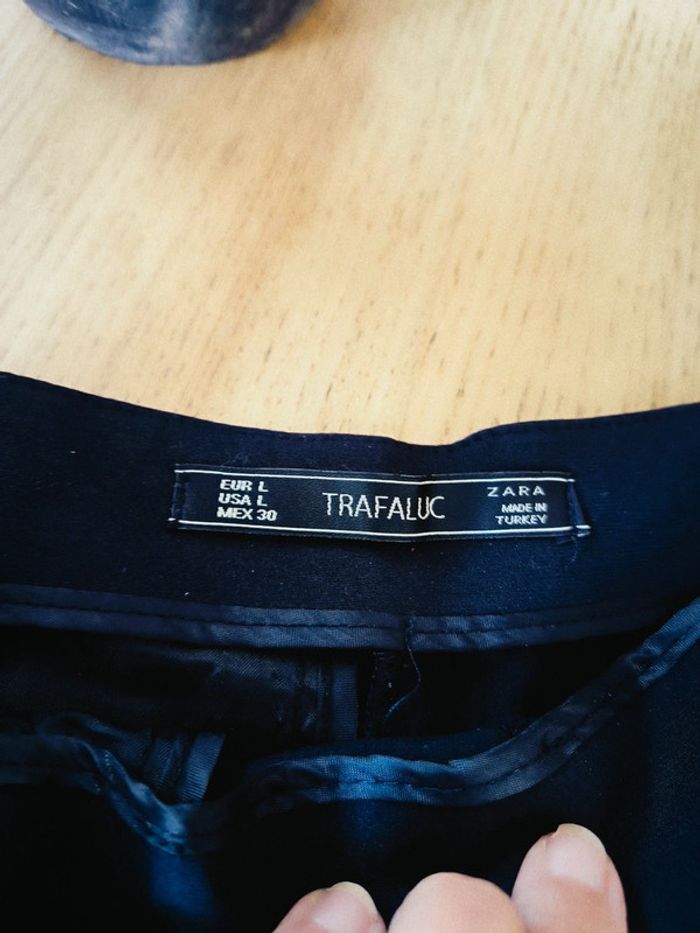 EUR L
USA L
MEX 30
TRAFALUC
ZARA
MADE IN
TURKEY